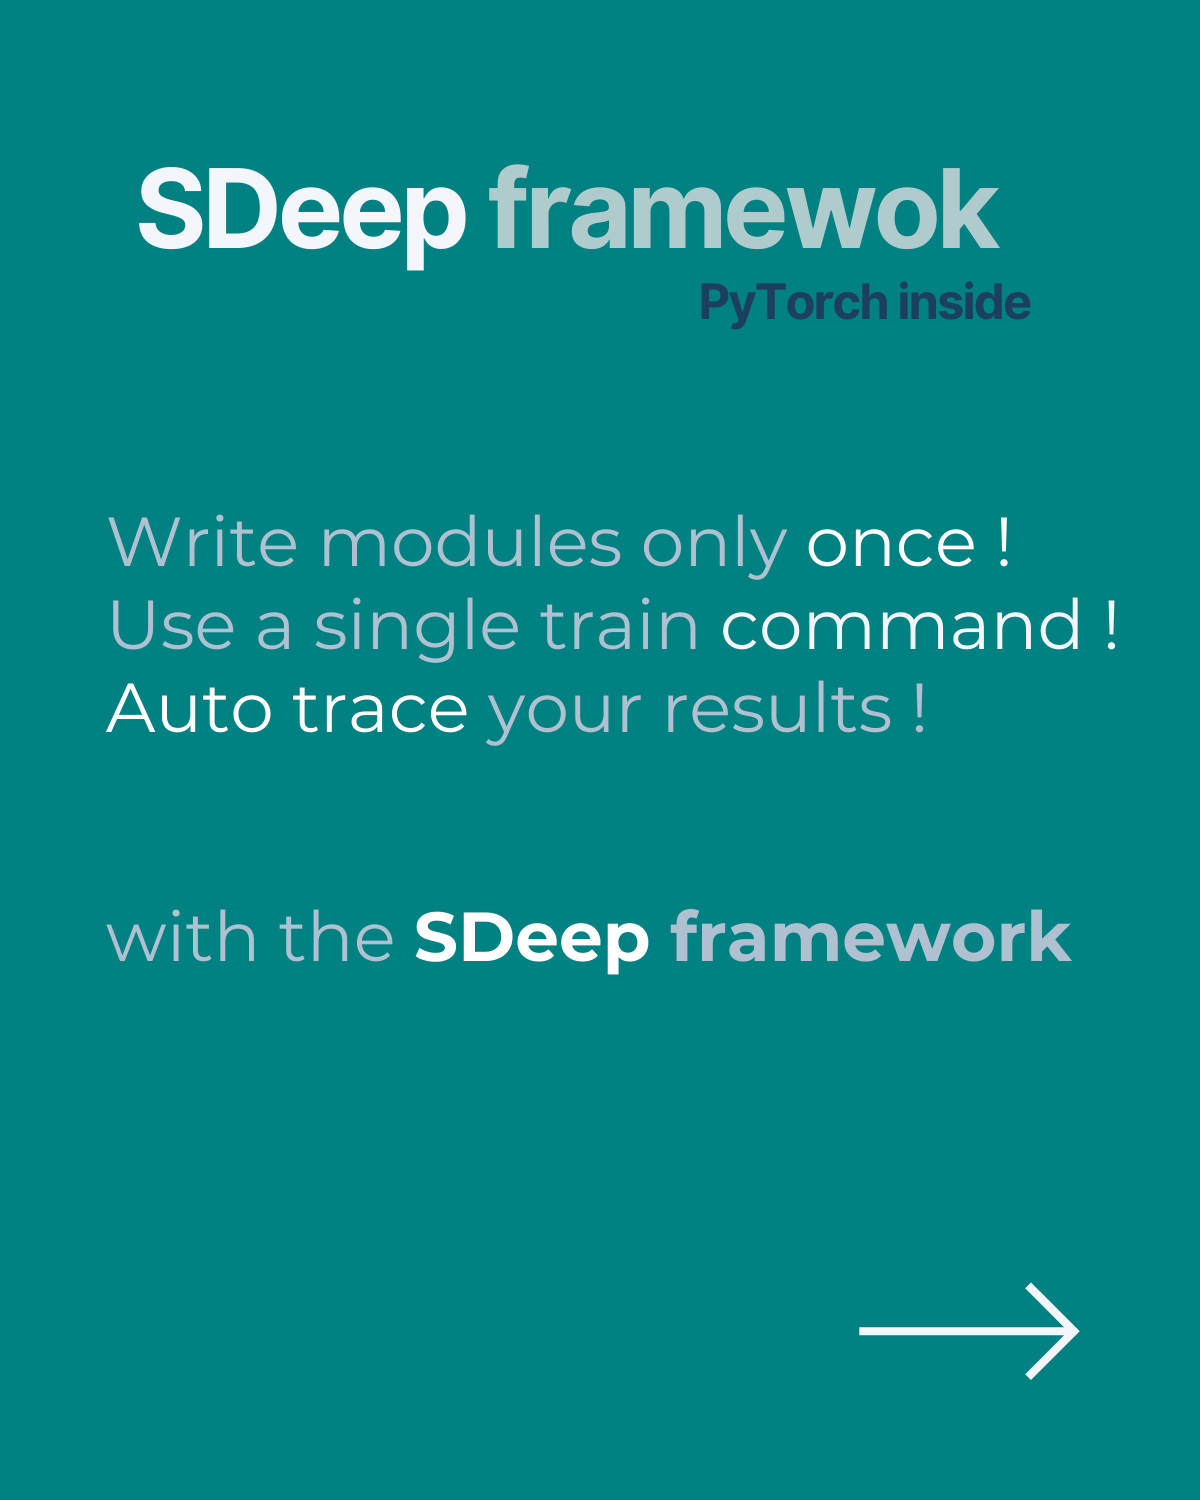 SDeep framewok
PyTorch inside
Write modules only once !
Use a single train command !
Auto trace your results !
with the SDeep framework